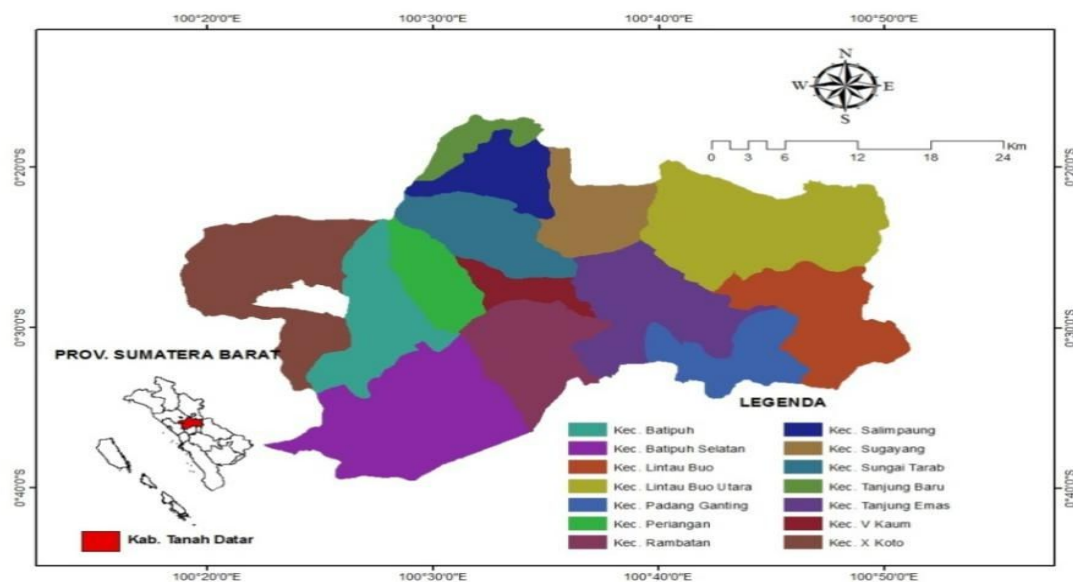 100°20'0"E 100°30'0"E 100°40'0"E 100°50'0"E
N
W E
S
Km
0 3 6 12 18 24
0°20'0"S 0°20'0"S
0°30'0"S 0°30'0"S
0°40'0"S 0°40'0"S
PROV. SUMATERA BARAT
Kab. Tanah Datar
LEGENDA
Kec. Batipuh
Kec. Batipuh Selatan
Kec. Lintau Buo
Kec. Lintau Buo Utara
Kec. Padang Ganting
Kec. Periangan
Kec. Rambatan
Kec. Salimpaung
Kec. Sugayang
Kec. Sungai Tarab
Kec. Tanjung Baru
Kec. Tanjung Emas
Kec. V Kaum
Kec. X Koto
100°20'0"E 100°30'0"E 100°40'0"E 100°50'0"E